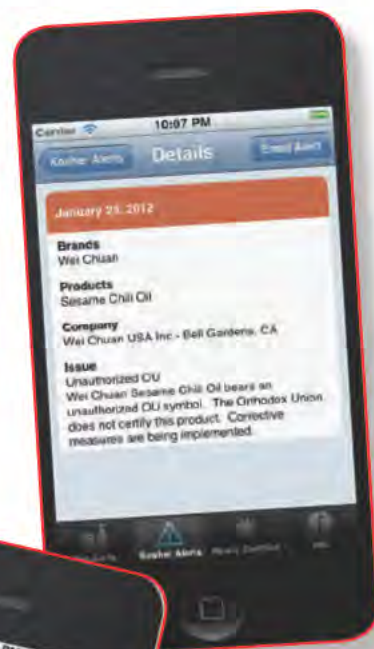 Carrier
10:07 PM
Kosher Alerts
Details
Email Alert
January 25, 2012
Brands
Wei Chuan
Products
Sesame Chili Oil
Company
Wei Chuan USA Inc - Bell Gardens, CA
Issue
Unauthorized OU
Wei Chuan Sesame Chili Oil bears an
unauthorized OU symbol. The Orthodox Union
does not certify this product. Corrective
measures are being implemented.
Kosher Alerts